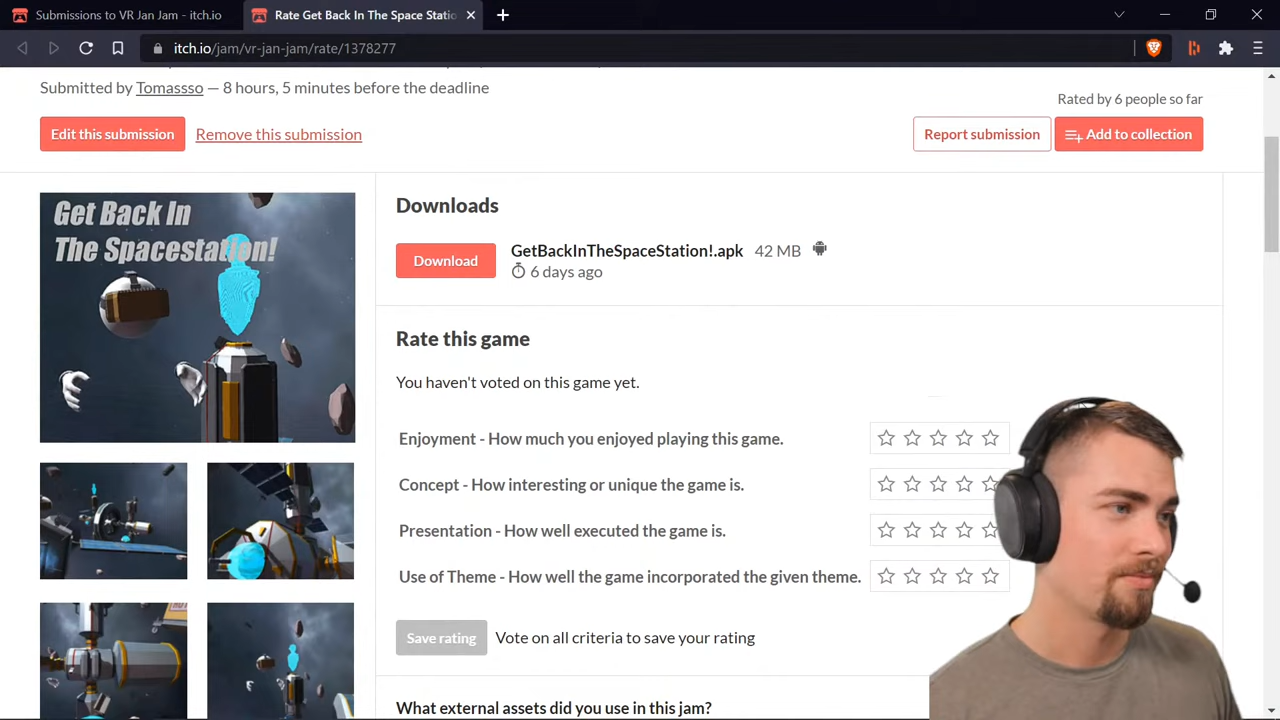 Submissions to VR Jan Jam - itch.io
Rate Get Back In The Space Statio
itch.io/jam/vr-jan-jam/rate/1378277
Submitted by Tomassso — 8 hours, 5 minutes before the deadline
Rated by 6 people so far
Edit this submission
Remove this submission
Report submission
Add to collection
Get Back In
The Spacestation!
Downloads
Download
GetBackInTheSpaceStation!.apk 42 MB
6 days ago
Rate this game
You haven't voted on this game yet.
Enjoyment - How much you enjoyed playing this game.
Concept - How interesting or unique the game is.
Presentation - How well executed the game is.
Use of Theme - How well the game incorporated the given theme.
Save rating
Vote on all criteria to save your rating
What external assets did you use in this jam?